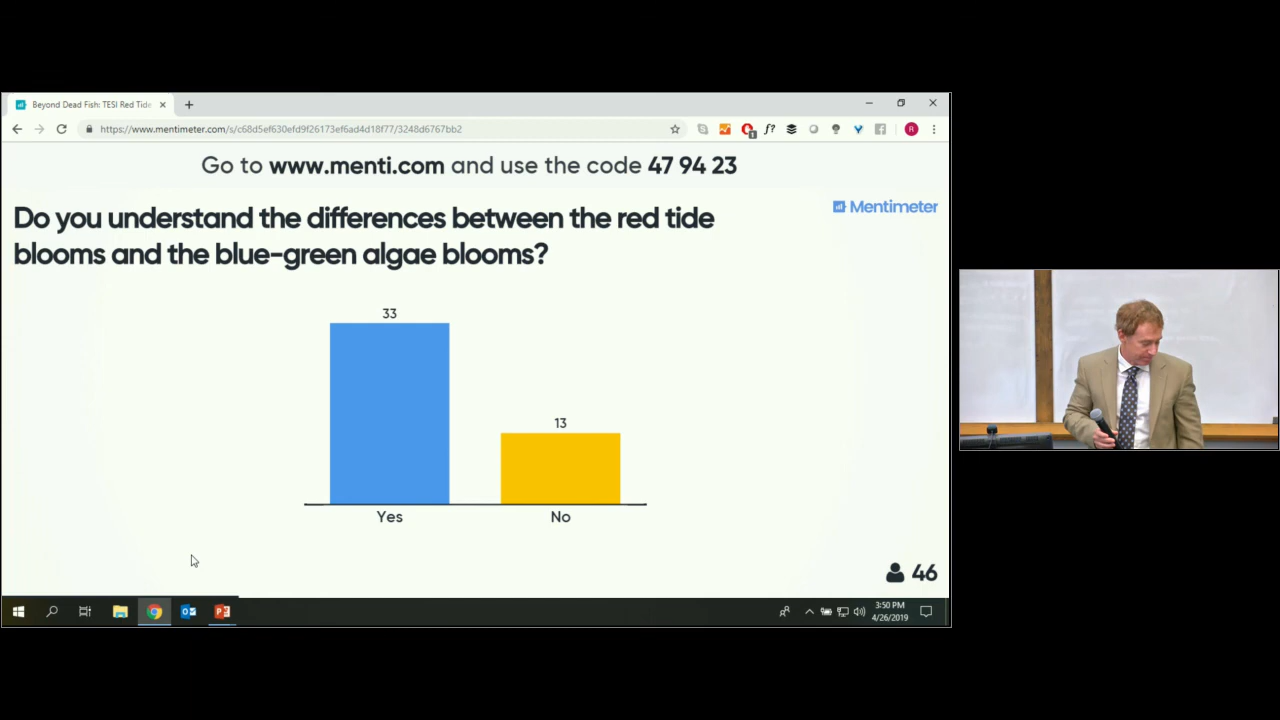 Beyond Dead Fish: TESI Red Tide
https://www.mentimeter.com/s/c68d5ef630efd9f26173ef6ad4d18f77/3248d6767bb2
f?
1
R
Go to www.menti.com and use the code 47 94 23
Mentimeter
Do you understand the differences between the red tide
blooms and the blue-green algae blooms?
33
13
Yes
No
46
3:50 PM
4/26/2019